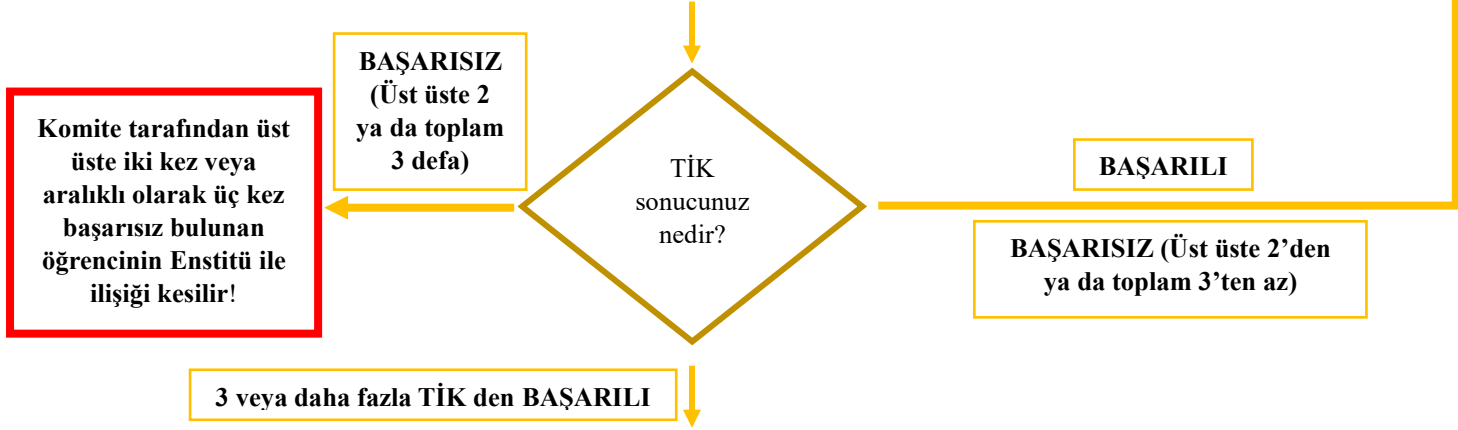 BAŞARISIZ
(Üst üste 2
ya da toplam
3 defa)
Komite tarafından üst
üste iki kez veya
aralıklı olarak üç kez
başarısız bulunan
öğrencinin Enstitü ile
ilişiği kesilir!
TİK
sonucunuz
nedir?
BAŞARILI
BAŞARISIZ (Üst üste 2’den
ya da toplam 3’ten az)
3 veya daha fazla TİK den BAŞARILI